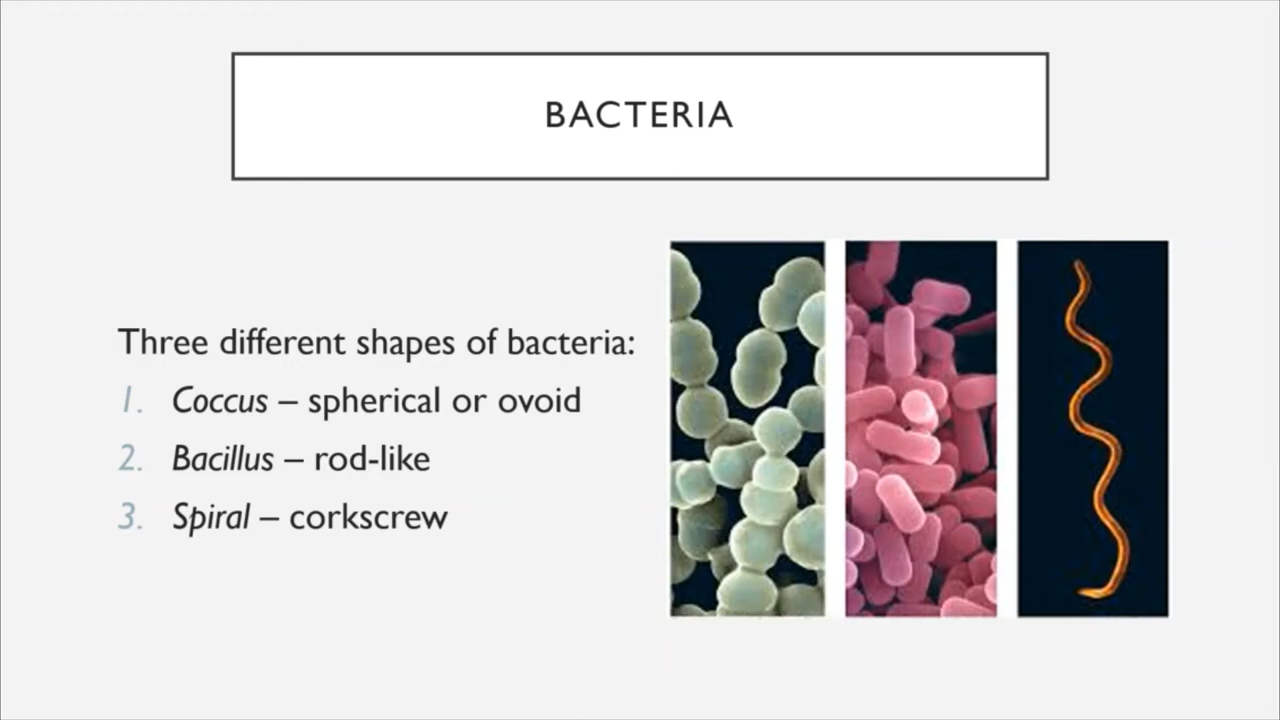 BACTERIA
Three different shapes of bacteria:
1. Coccus – spherical or ovoid
2. Bacillus – rod-like
3. Spiral – corkscrew